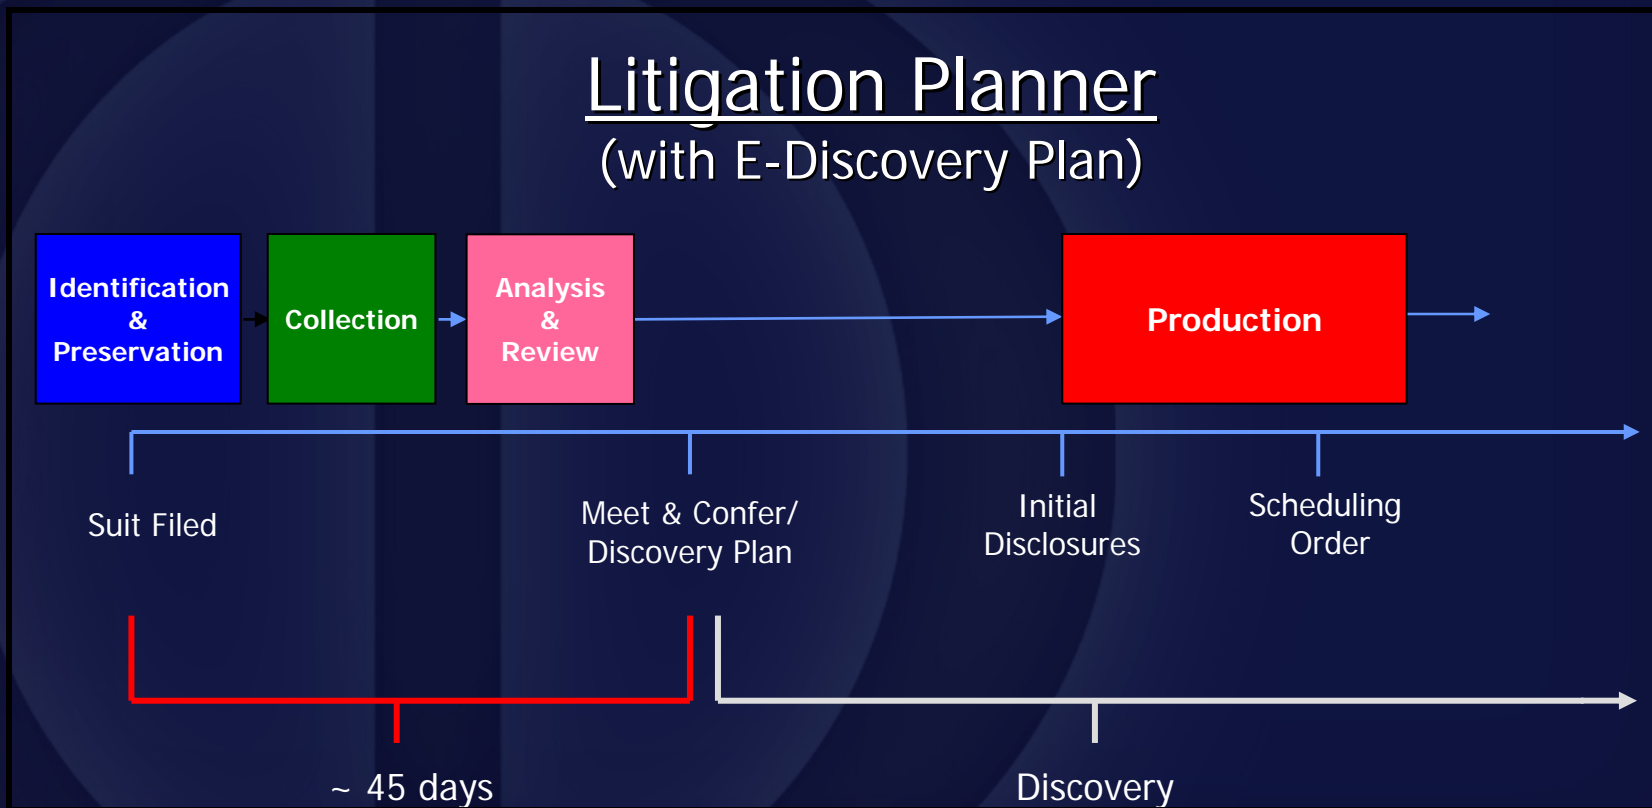 Litigation Planner
(with E-Discovery Plan)
Identification
&
Preservation
Collection
Analysis
&
Review
Production
Suit Filed
Meet & Confer/
Discovery Plan
Initial
Disclosures
Scheduling
Order
~ 45 days
Discovery